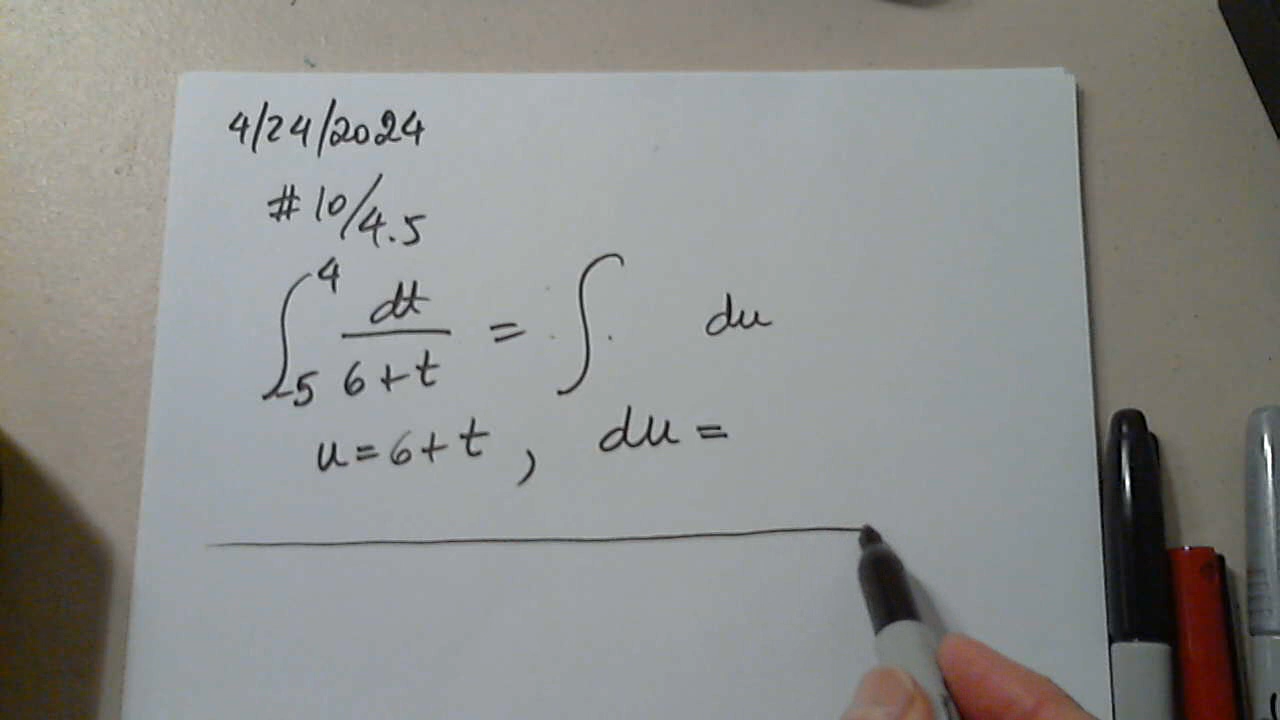 4/24/2024
#10/4.5
∫_{-5}^{4} dt/(6+t) = ∫ du
u=6+t, du=